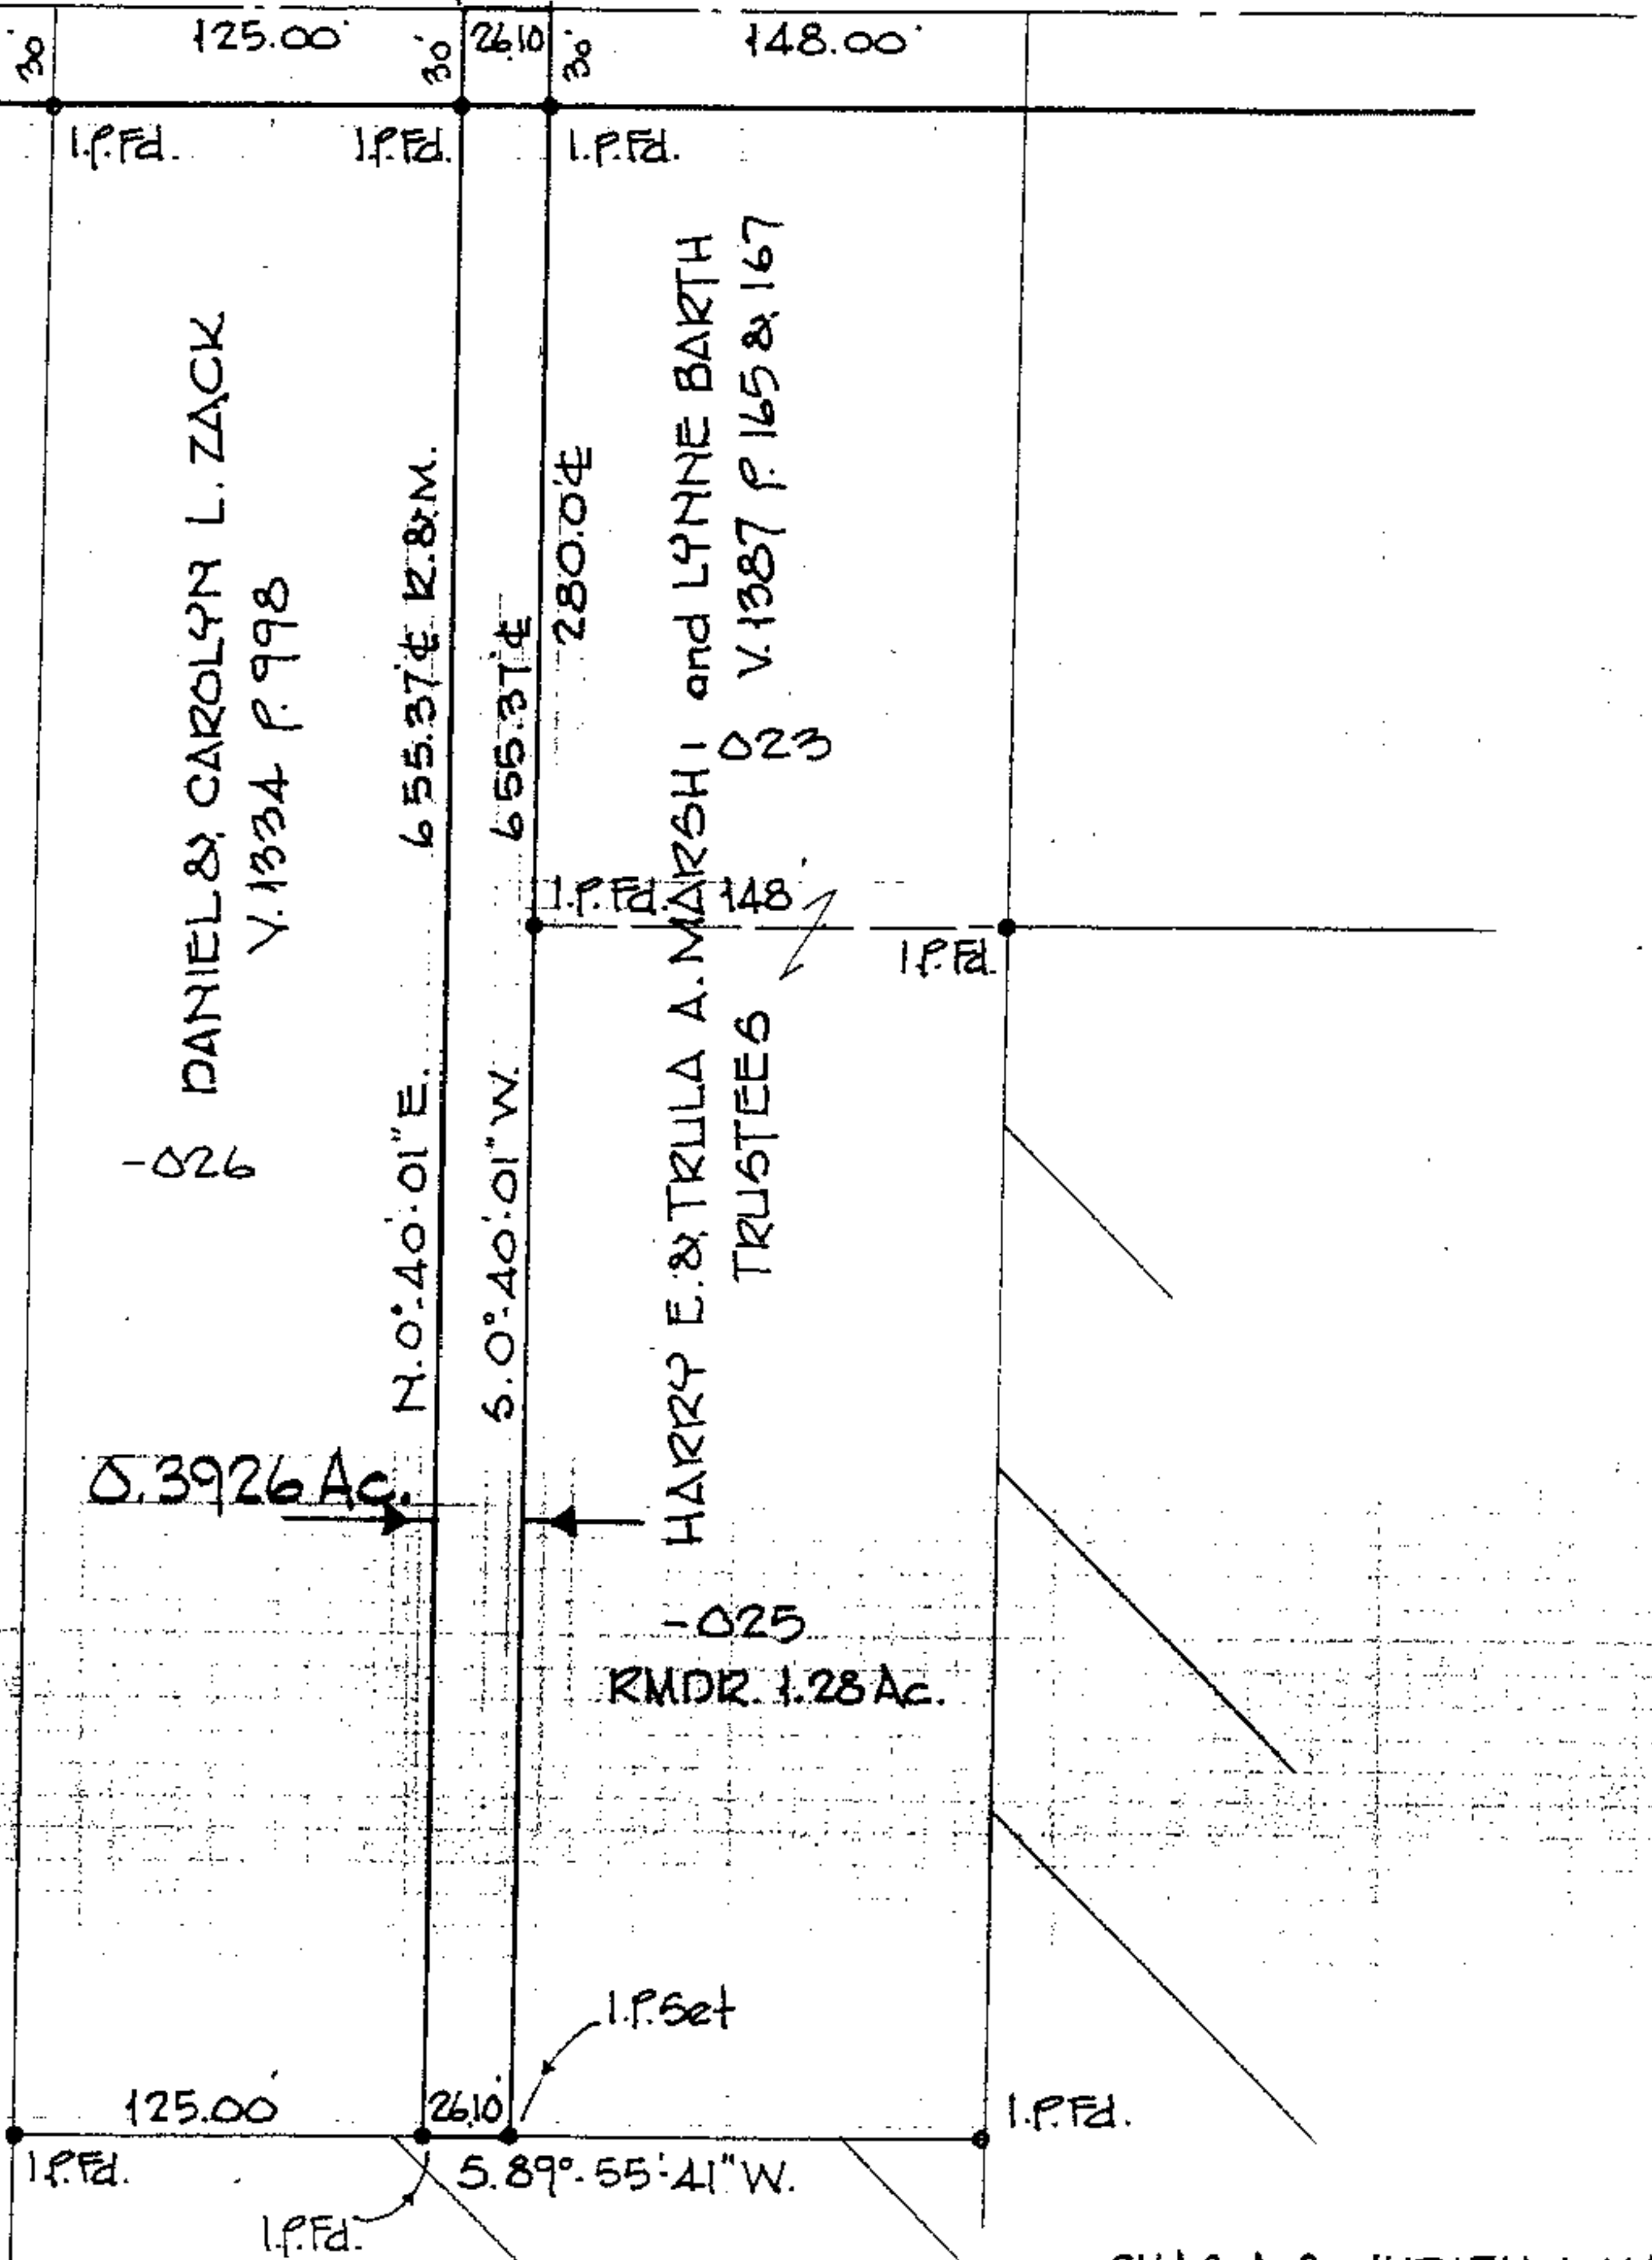 30' 125.00' 30' 26.10 30' 148.00'
I.P.Fd. I.P.Fd. I.P.Fd.
DANIEL & CAROLYN L. ZACK
V. 1334 P. 998
-026
655.37' ℄ R.&M.
N. 0°-40'-01" E.
655.37' ℄
S. 0°-40'-01" W.
280.0' ℄
HARRY E. & TRULA A. MARSH 1 and LYNNE BARTH
TRUSTEES
V. 1387 P. 165 & 167
023
I.P.Fd. 148'
I.P.Fd.
0.3926 Ac.
-025
RMDR. 1.28 Ac.
I.P.Set
125.00' 26.10'
I.P.Fd.
I.P.Fd.
S. 89°-55'-41" W.
I.P.Fd.